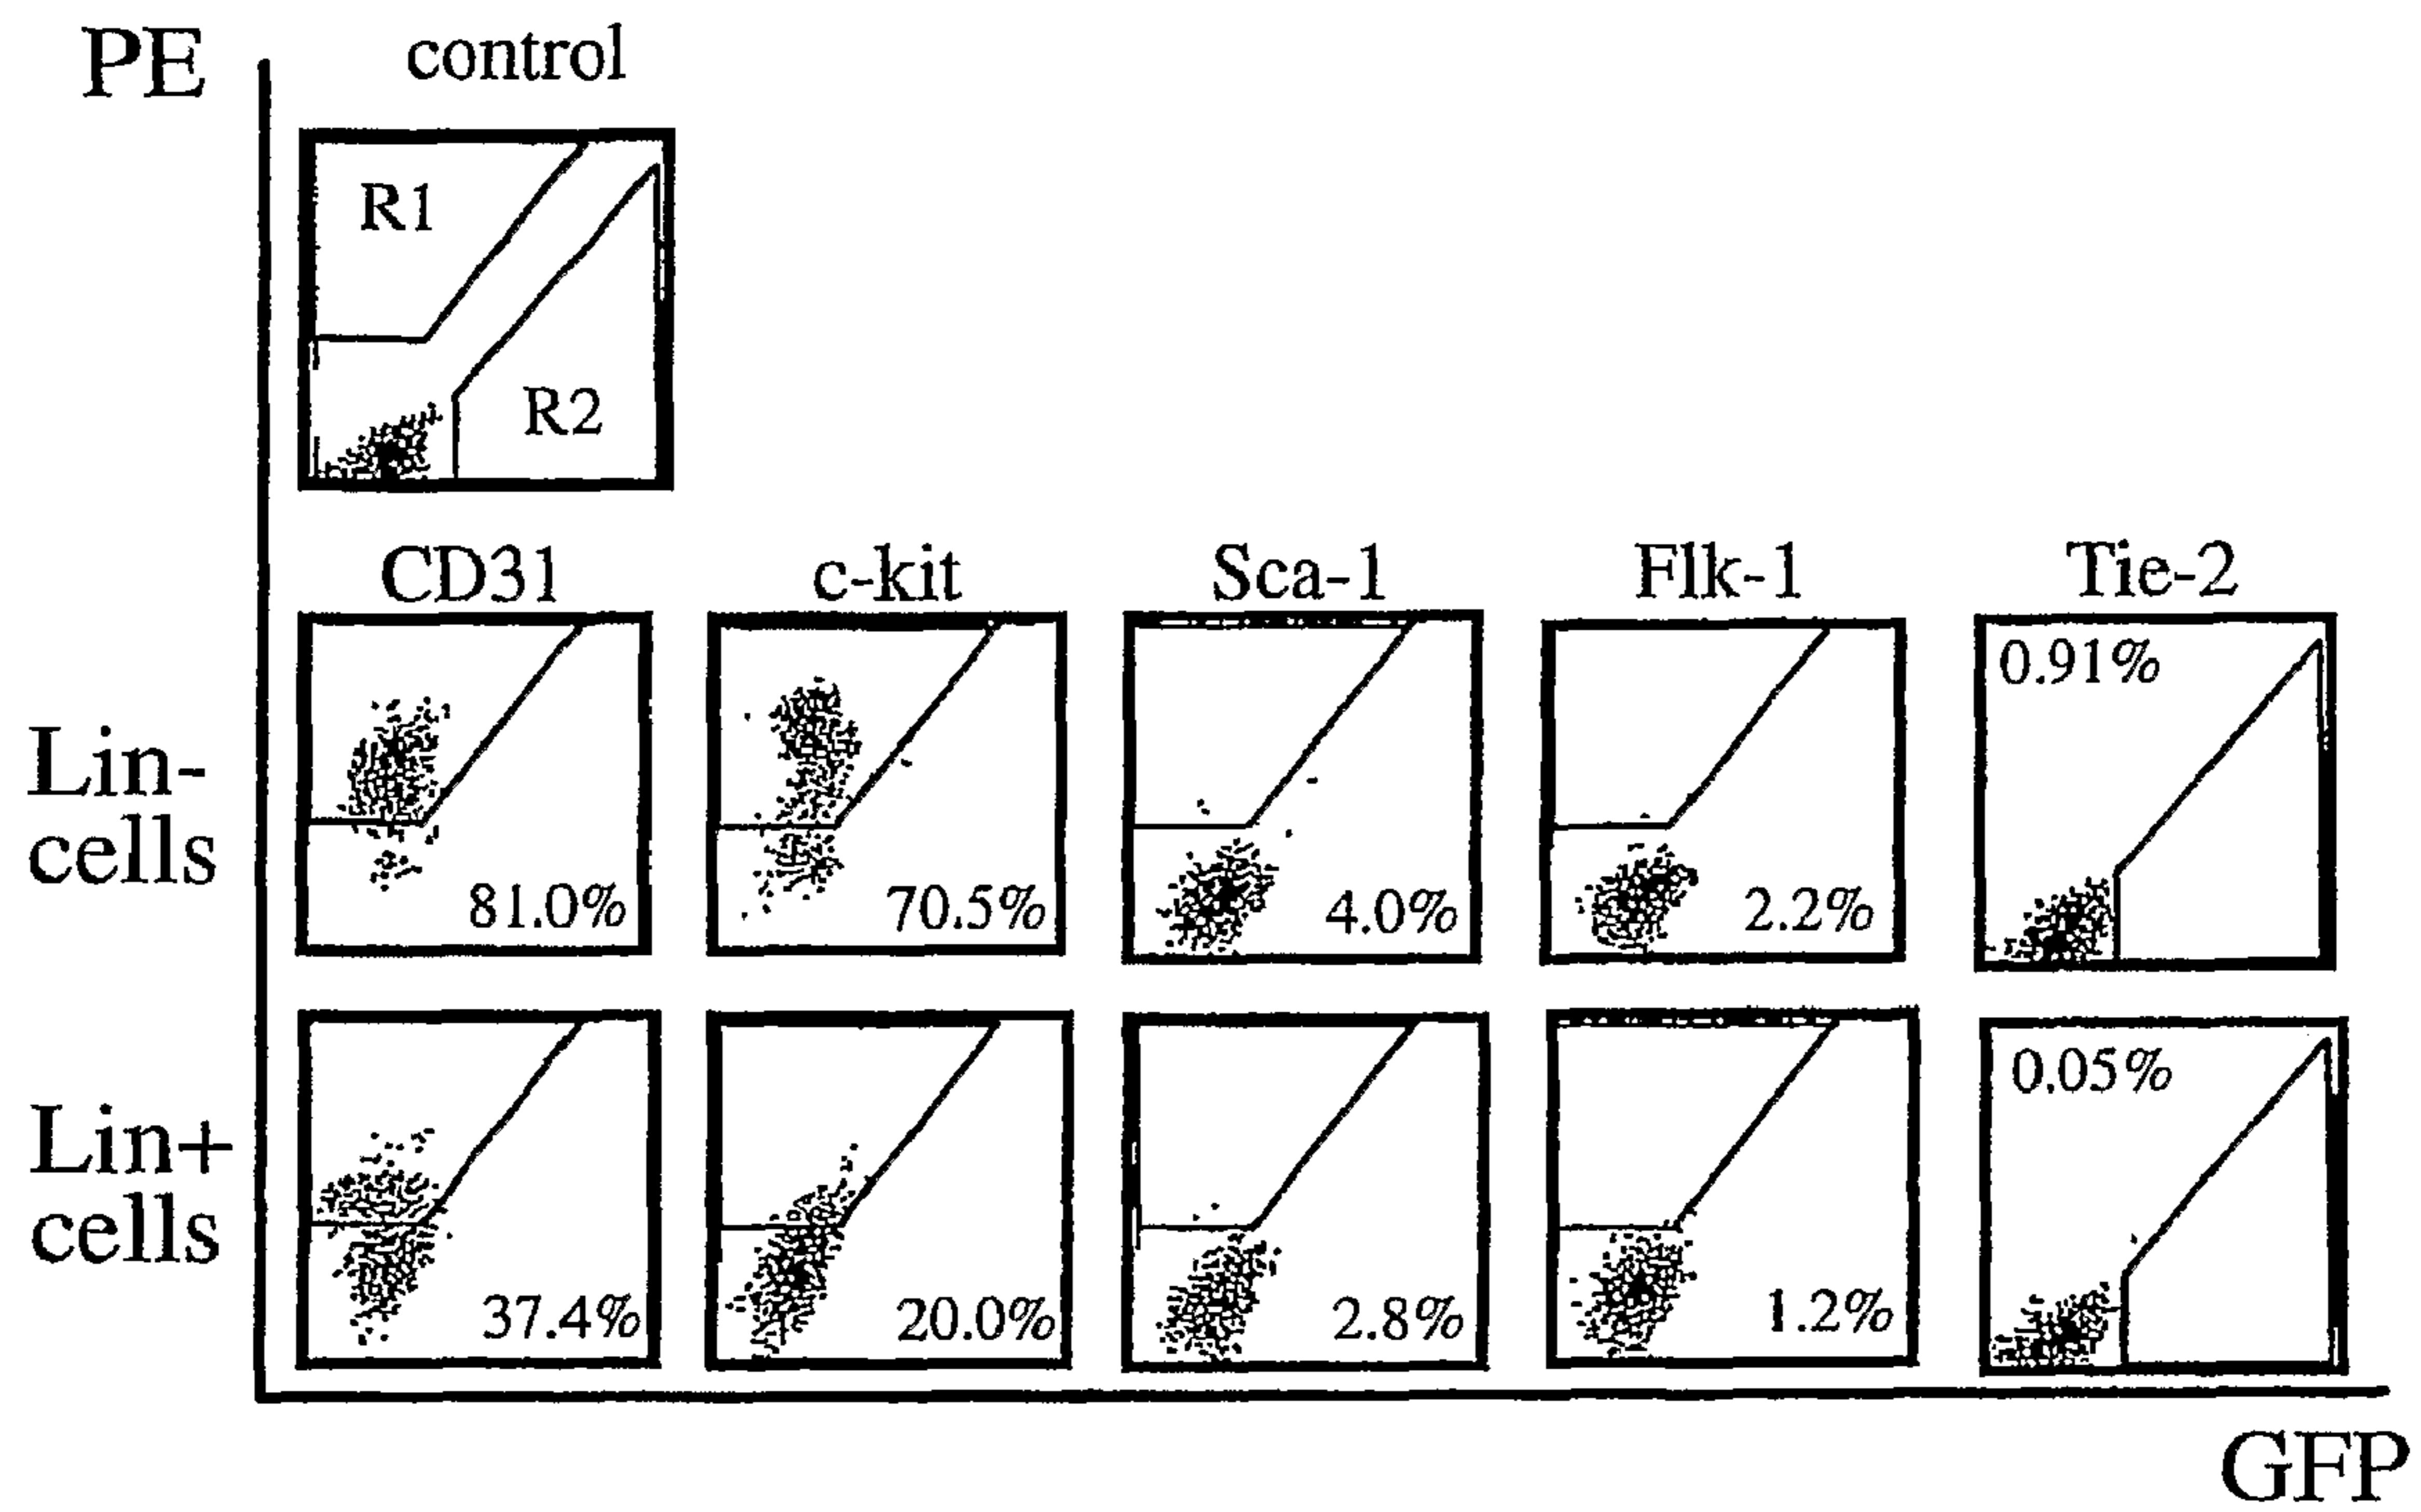 PE
control
R1
R2
CD31 c-kit Sca-1 Flk-1 Tie-2
Lin-
cells
81.0% 70.5% 4.0% 2.2% 0.91%
Lin+
cells
37.4% 20.0% 2.8% 1.2% 0.05%
GFP